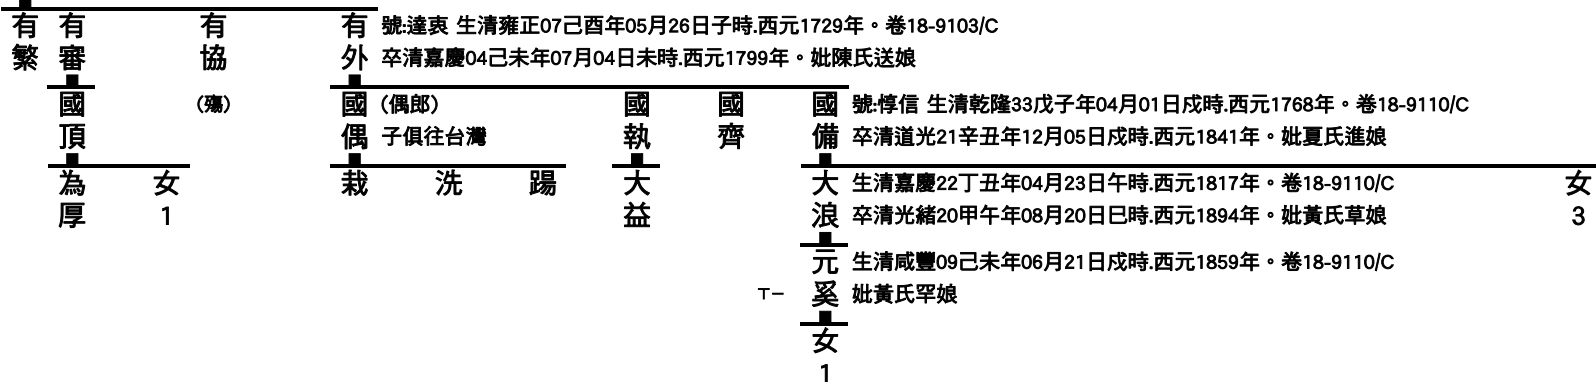 有繁
有審
有協
有外
號:達衷 生清雍正07己酉年05月26日子時.西元1729年。卷18-9103/C
卒清嘉慶04己未年07月04日未時.西元1799年。妣陳氏送娘
國頂
(殤)
國偶
(偶郎)
子俱往台灣
國執
國齊
國備
號:惇信 生清乾隆33戊子年04月01日戌時.西元1768年。卷18-9110/C
卒清道光21辛丑年12月05日戌時.西元1841年。妣夏氏進娘
為厚
女1
栽
洗
踢
大益
大浪
生清嘉慶22丁丑年04月23日午時.西元1817年。卷18-9110/C
卒清光緒20甲午年08月20日巳時.西元1894年。妣黃氏草娘
女3
元奚
生清咸豐09己未年06月21日戌時.西元1859年。卷18-9110/C
妣黃氏罕娘
丅一
女1